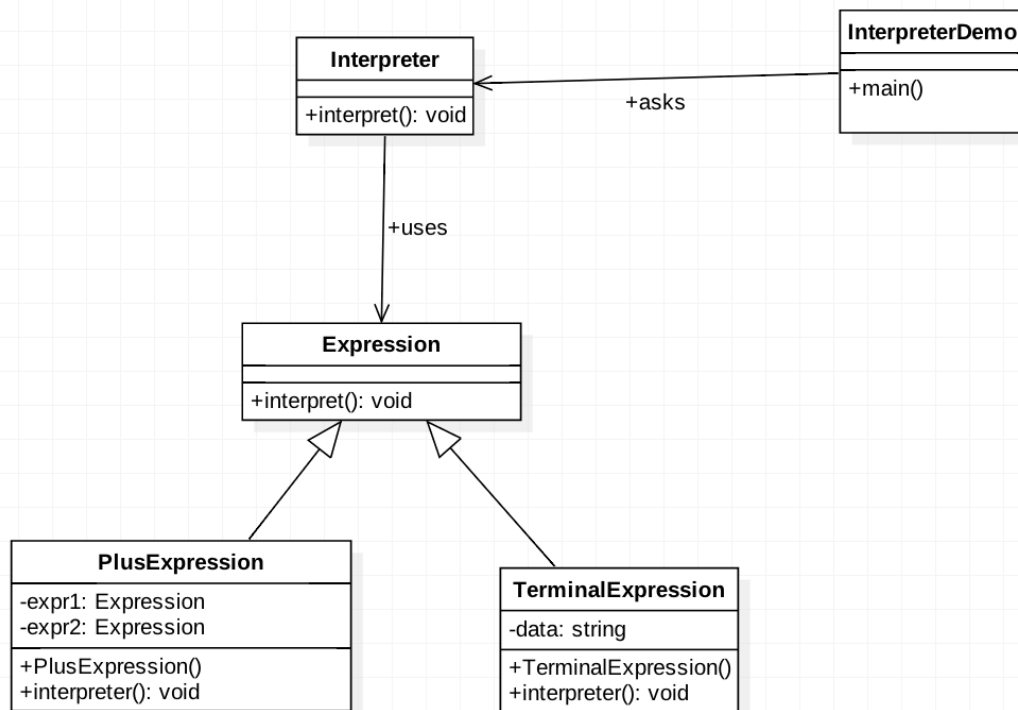 Interpreter
+interpret(): void
InterpreterDemo
+main()
+asks
+uses
Expression
+interpret(): void
PlusExpression
-expr1: Expression
-expr2: Expression
+PlusExpression()
+interpreter(): void
TerminalExpression
-data: string
+TerminalExpression()
+interpreter(): void